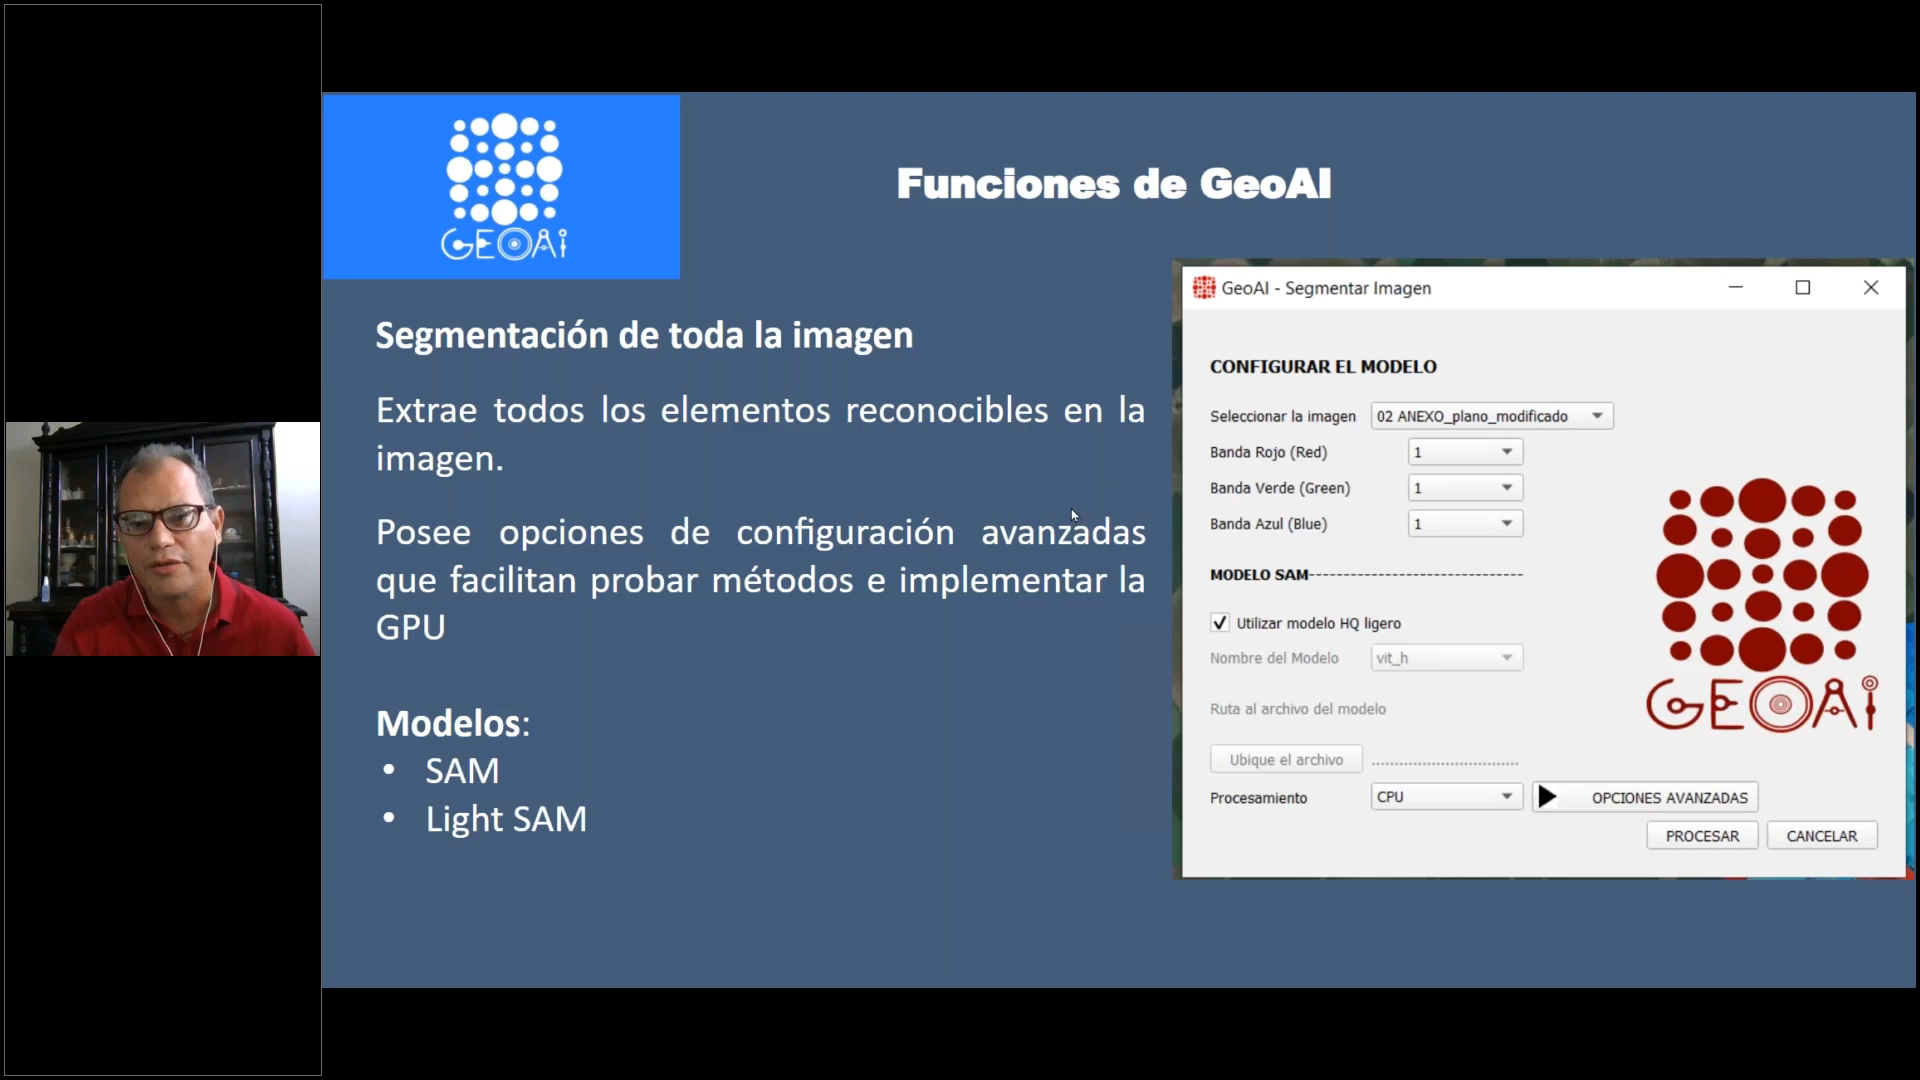 GEOAi
Funciones de GeoAI
Segmentación de toda la imagen
Extrae todos los elementos reconocibles en la
imagen.
Posee opciones de configuración avanzadas
que facilitan probar métodos e implementar la
GPU
Modelos:
• SAM
• Light SAM
GeoAI - Segmentar Imagen
CONFIGURAR EL MODELO
Seleccionar la imagen 02 ANEXO_plano_modificado
Banda Rojo (Red) 1
Banda Verde (Green) 1
Banda Azul (Blue) 1
MODELO SAM-------------------------------
Utilizar modelo HQ ligero
Nombre del Modelo vit_h
Ruta al archivo del modelo
Ubique el archivo ................................
Procesamiento CPU OPCIONES AVANZADAS
PROCESAR CANCELAR
GEOAi